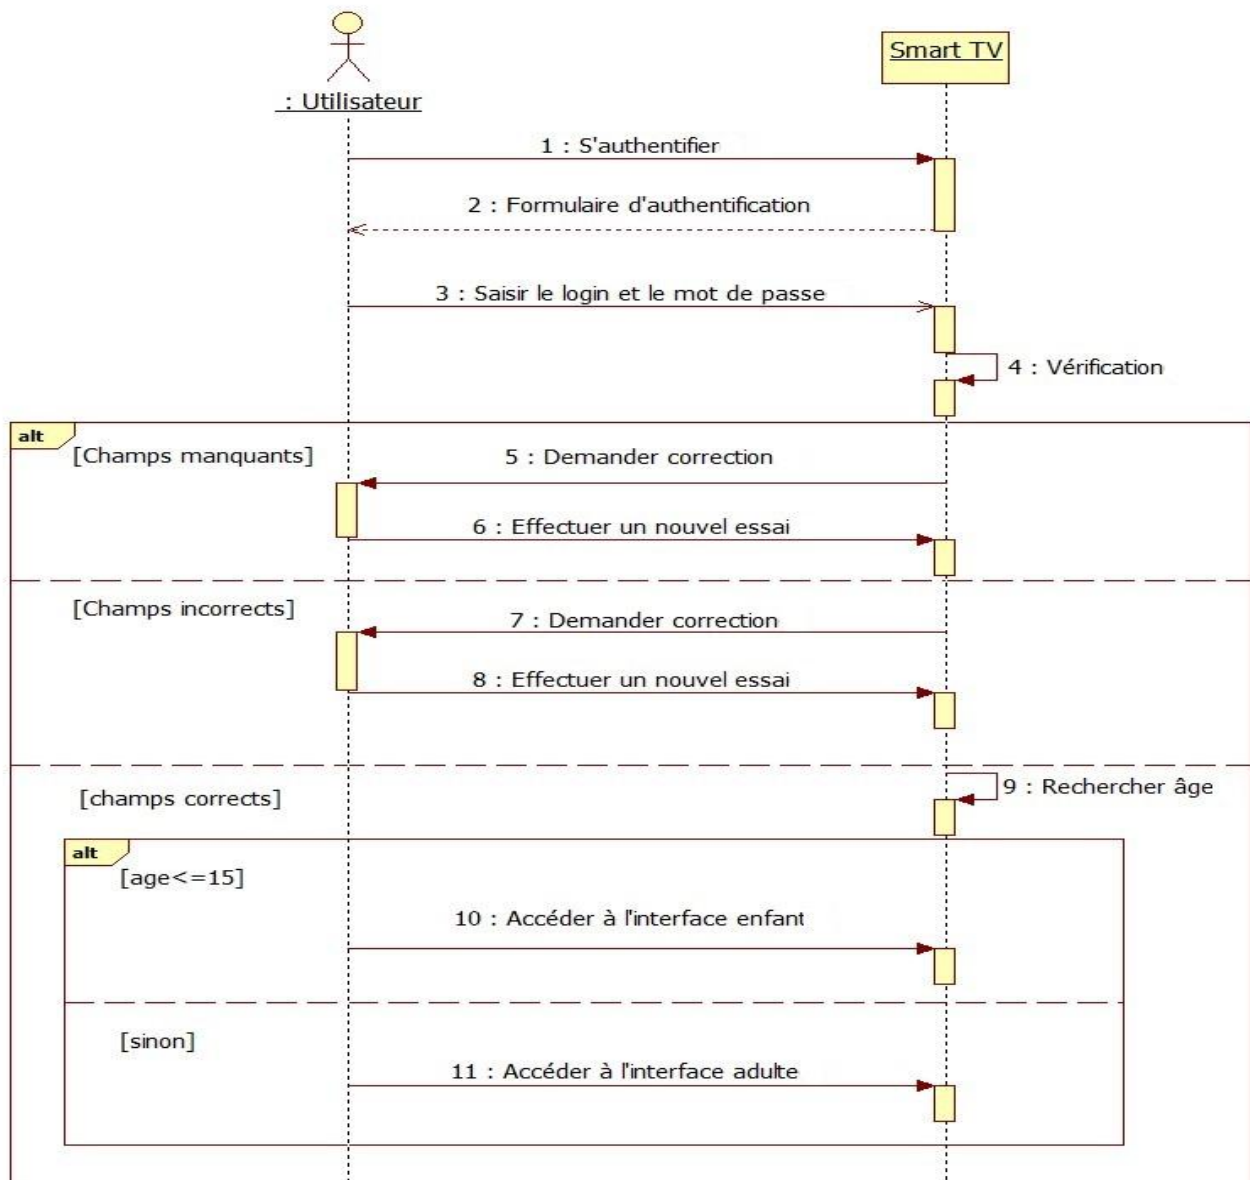 Smart TV
: Utilisateur
1 : S'authentifier
2 : Formulaire d'authentification
3 : Saisir le login et le mot de passe
4 : Vérification
alt
[Champs manquants]
5 : Demander correction
6 : Effectuer un nouvel essai
[Champs incorrects]
7 : Demander correction
8 : Effectuer un nouvel essai
9 : Rechercher âge
[champs corrects]
alt
[age<=15]
10 : Accéder à l'interface enfant
[sinon]
11 : Accéder à l'interface adulte